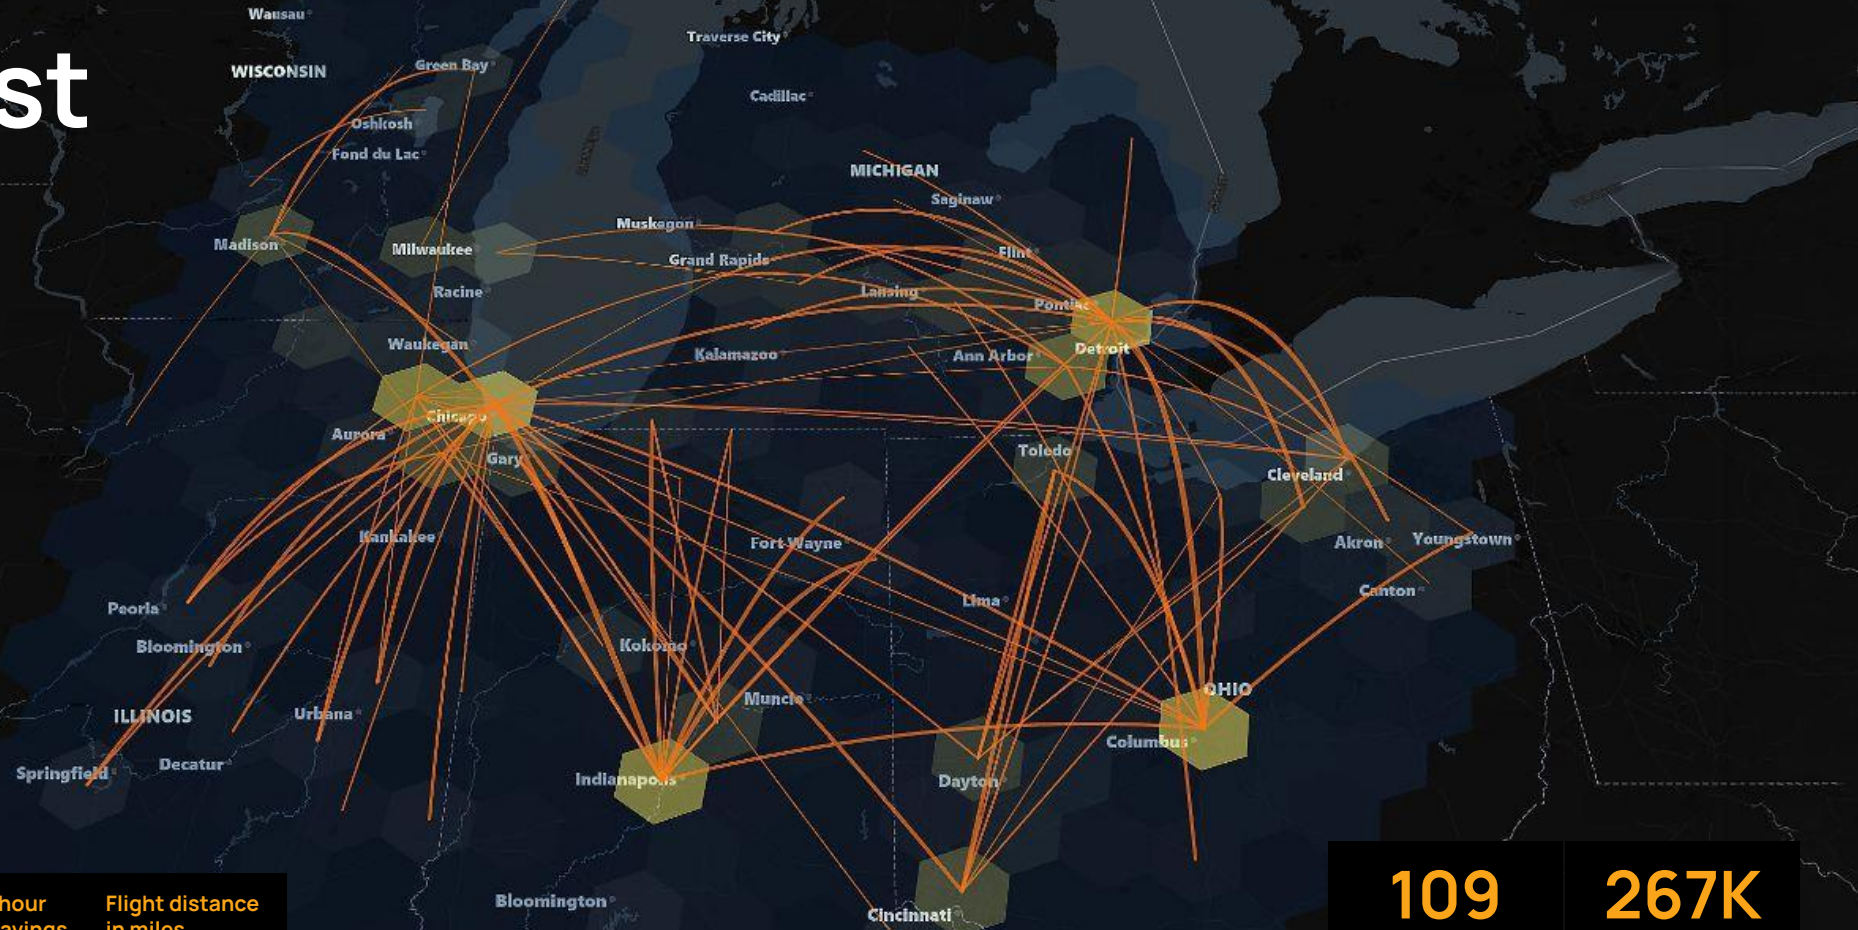 Wausau
Traverse City
st
WISCONSIN
Green Bay
Cadillac
Oshkosh
Fond du Lac
MICHIGAN
Saginaw
Muskegon
Madison
Milwaukee
Flint
Grand Rapids
Racine
Lansing
Pontiac
Waukegan
Kalamazoo
Ann Arbor
Detroit
Chicago
Aurora
Gary
Toledo
Cleveland
Kankakee
Fort Wayne
Akron
Youngstown
Canton
Peoria
Lima
Bloomington
Kokomo
OHIO
Muncie
ILLINOIS
Urbana
Columbus
Springfield
Decatur
Indianapolis
Dayton
109
267K
hour
Flight distance
avings
in miles
Bloomington
Cincinnati